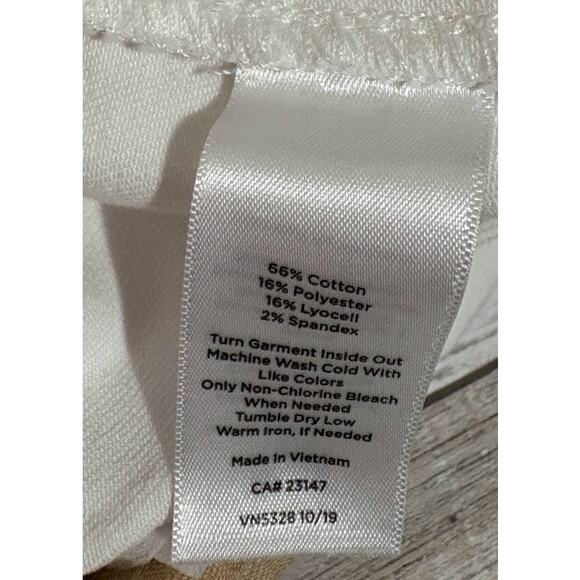 66% Cotton
16% Polyester
16% Lyocell
2% Spandex
Turn Garment Inside Out
Machine Wash Cold With
Like Colors
Only Non-Chlorine Bleach
When Needed
Tumble Dry Low
Warm Iron, If Needed
Made in Vietnam
CA# 23147
VN5328 10/19